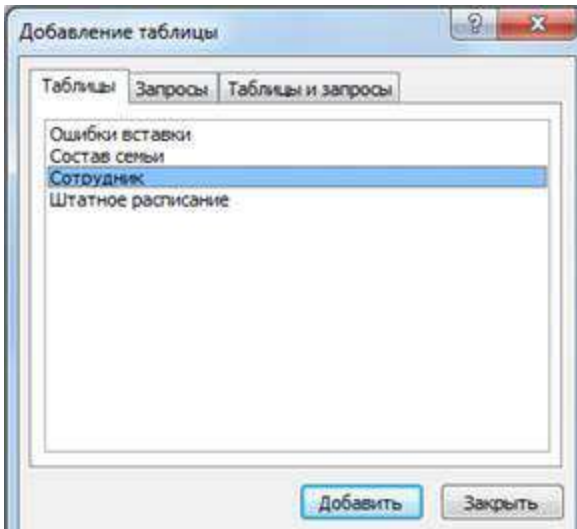 Добавление таблицы
Таблицы Запросы Таблицы и запросы
Ошибки вставки
Состав семьи
Сотрудник
Штатное расписание
Добавить Закрыть